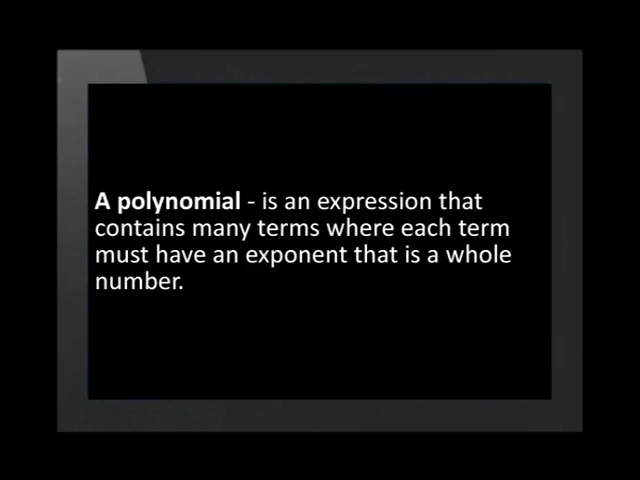 A polynomial - is an expression that
contains many terms where each term
must have an exponent that is a whole
number.